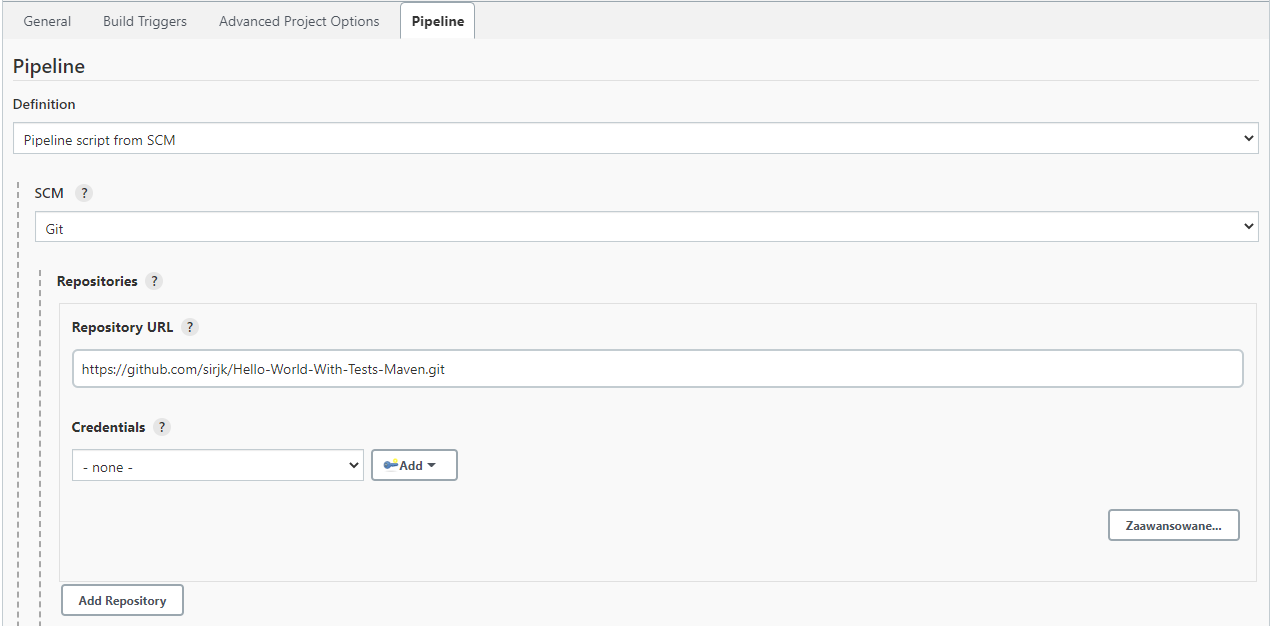 General Build Triggers Advanced Project Options Pipeline
Pipeline
Definition
Pipeline script from SCM
SCM ?
Git
Repositories ?
Repository URL ?
https://github.com/sirjk/Hello-World-With-Tests-Maven.git
Credentials ?
- none - Add
Zaawansowane...
Add Repository